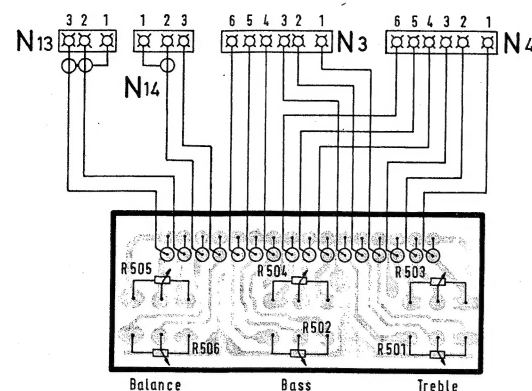 3 2 1 1 2 3 6 5 4 3 2 1 6 5 4 3 2 1
N13 N14 N3 N4
R505 R504 R503
R506 R502 R501
Balance Bass Treble